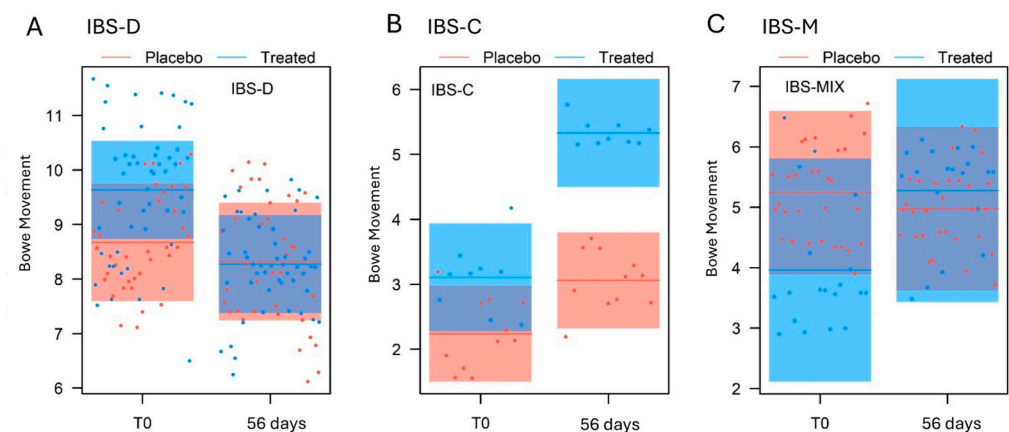 A IBS-D
Placebo Treated
IBS-D
11
10
9
8
7
6
Bowe Movement
T0 56 days
B IBS-C
Placebo Treated
IBS-C
6
5
4
3
2
Bowe Movement
T0 56 days
C IBS-M
Placebo Treated
IBS-MIX
7
6
5
4
3
2
Bowe Movement
T0 56 days